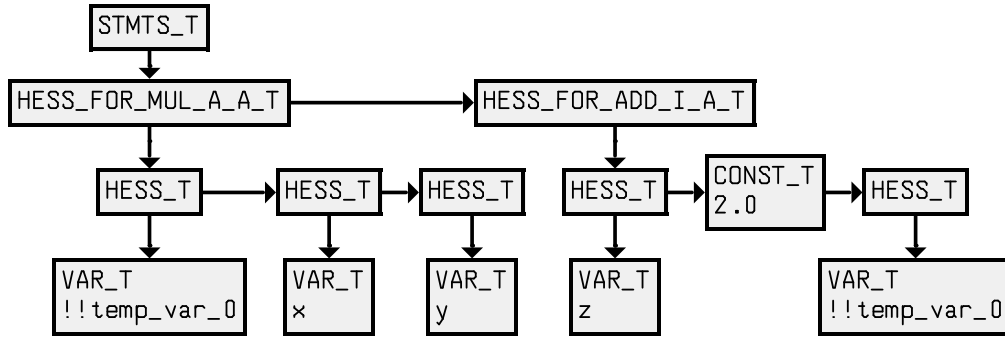 STMTS_T
HESS_FOR_MUL_A_A_T
HESS_FOR_ADD_I_A_T
HESS_T
HESS_T
HESS_T
HESS_T
CONST_T
2.0
HESS_T
VAR_T
!!temp_var_0
VAR_T
x
VAR_T
y
VAR_T
z
VAR_T
!!temp_var_0